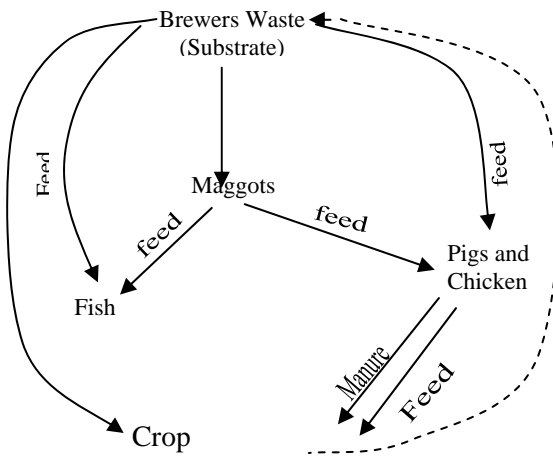 Brewers Waste
(Substrate)
Feed
feed
Maggots
feed
feed
Pigs and
Chicken
Fish
Manure
Feed
Crop